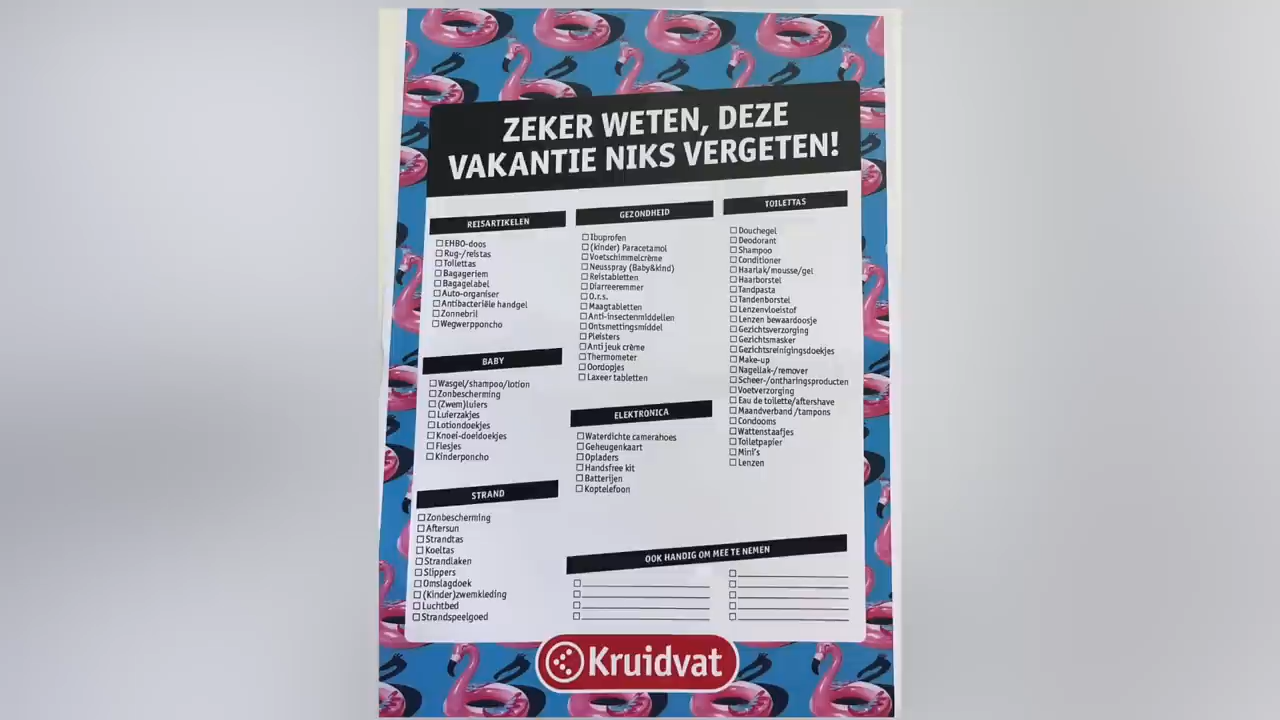 ZEKER WETEN, DEZE
VAKANTIE NIKS VERGETEN!
REISARTIKELEN
EHBO-doos
Rug-/reistas
Toilettas
Bagageriem
Bagagelabel
Auto-organiser
Antibacteriële handgel
Zonnebril
Wegwerpponcho
BABY
Wasgel/shampoo/lotion
Zonbescherming
(Zwem)luiers
Luierzakjes
Lotiondoekjes
Knoei-doeidoekjes
Flesjes
Kinderponcho
STRAND
Zonbescherming
Aftersun
Strandtas
Koeltas
Strandlaken
Slippers
Omslagdoek
(Kinder)zwemkleding
Luchtbed
Strandspeelgoed
GEZONDHEID
Ibuprofen
(kinder) Paracetamol
Voetschimmelcrème
Neusspray (Baby&kind)
Reistabletten
Diarreeremmer
O.r.s.
Maagtabletten
Anti-insectenmiddellen
Ontsmettingsmiddel
Pleisters
Anti jeuk crème
Thermometer
Oordopjes
Laxeer tabletten
ELEKTRONICA
Waterdichte camerahoes
Geheugenkaart
Opladers
Handsfree kit
Batterijen
Koptelefoon
TOILETTAS
Douchegel
Deodorant
Shampoo
Conditioner
Haarlak/mousse/gel
Haarborstel
Tandpasta
Tandenborstel
Lenzenvloeistof
Lenzen bewaardoosje
Gezichtsverzorging
Gezichtsmasker
Gezichtsreinigingsdoekjes
Make-up
Nagellak-/remover
Scheer-/ontharingsproducten
Voetverzorging
Eau de toilette/aftershave
Maandverband /tampons
Condooms
Wattenstaafjes
Toiletpapier
Mini's
Lenzen
OOK HANDIG OM MEE TE NEMEN
Kruidvat